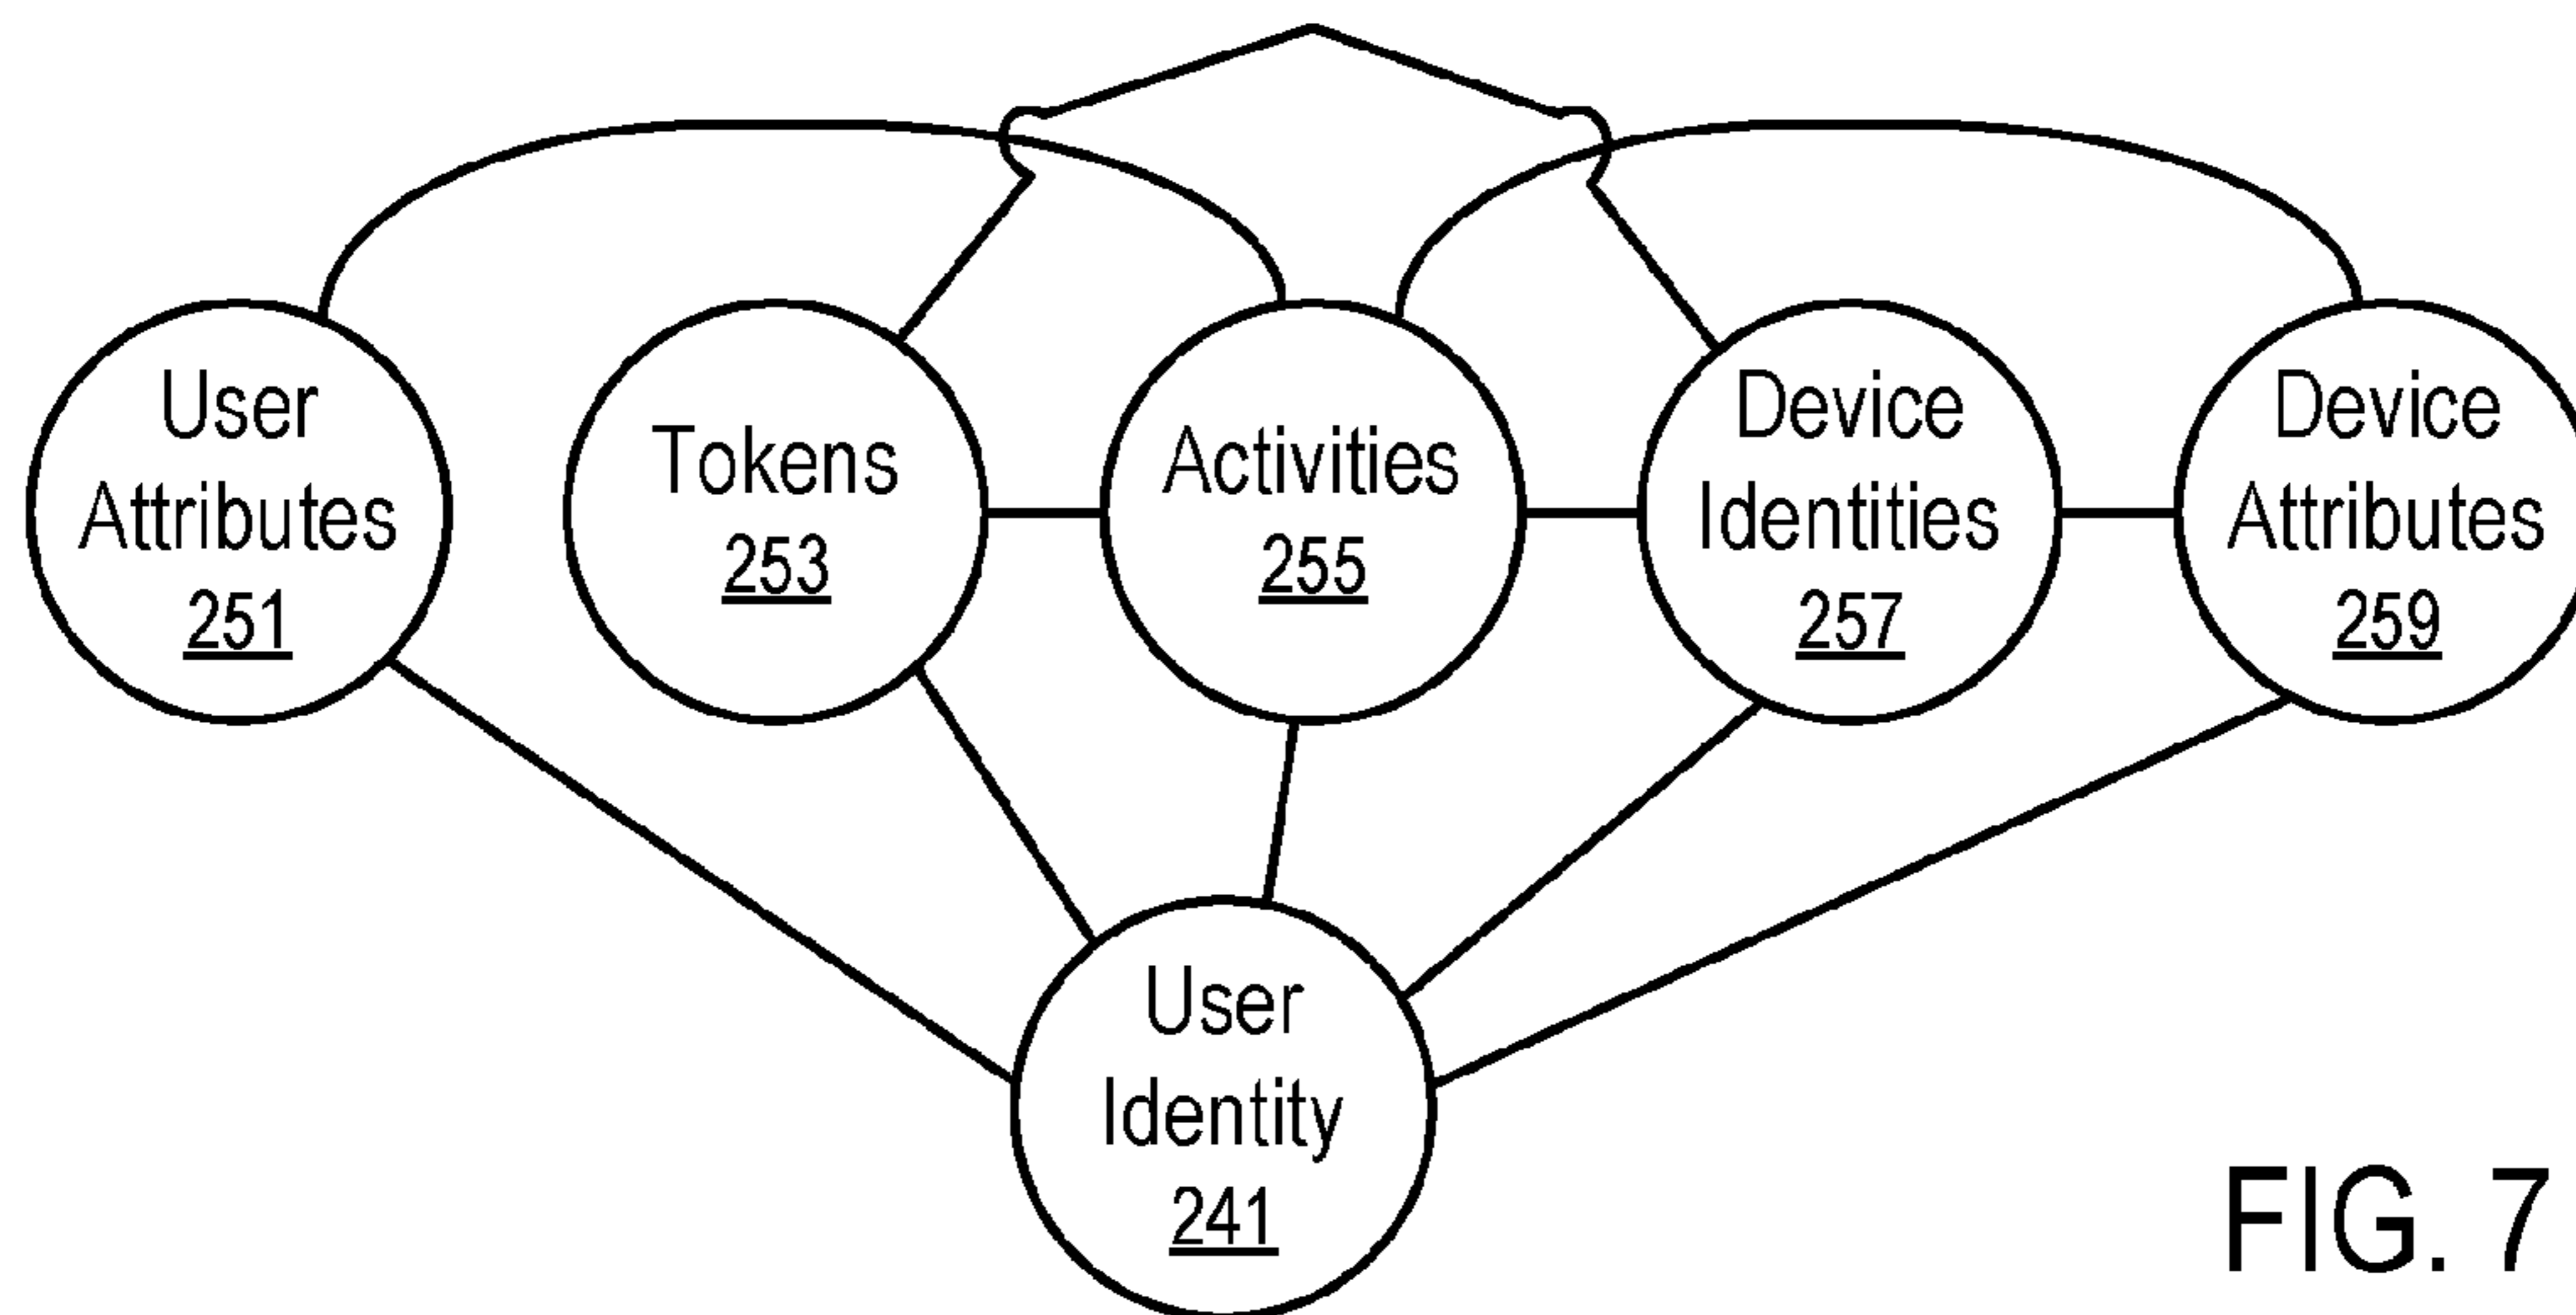 User
Attributes
251
Tokens
253
Activities
255
Device
Identities
257
Device
Attributes
259
User
Identity
241
FIG. 7